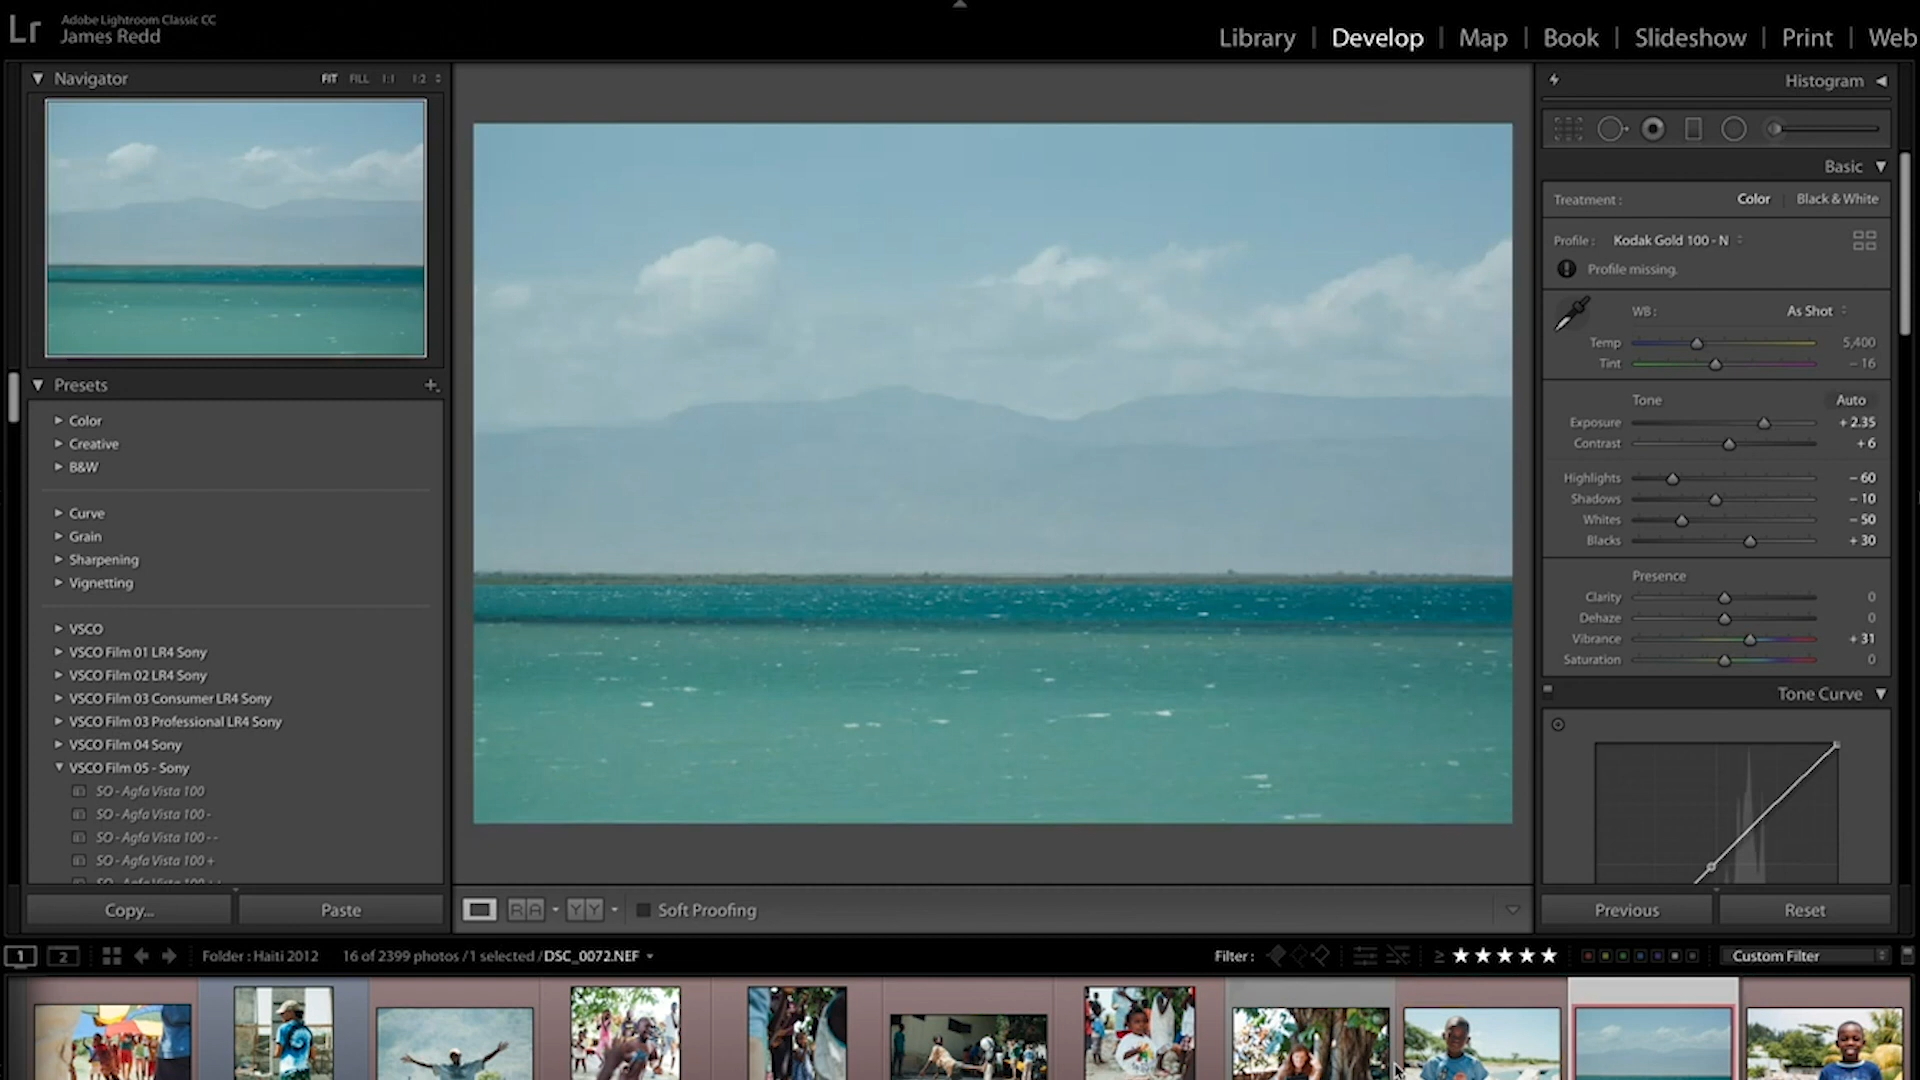 Lr
Adobe Lightroom Classic CC
James Redd
Library | Develop | Map | Book | Slideshow | Print | Web
Navigator
FIT FILL 1:1 1:2
Presets
Color
Creative
B&W
Curve
Grain
Sharpening
Vignetting
VSCO
VSCO Film 01 LR4 Sony
VSCO Film 02 LR4 Sony
VSCO Film 03 Consumer LR4 Sony
VSCO Film 03 Professional LR4 Sony
VSCO Film 04 Sony
VSCO Film 05 - Sony
SO - Agfa Vista 100
SO - Agfa Vista 100 -
SO - Agfa Vista 100 - -
SO - Agfa Vista 100 +
Copy... Paste
Soft Proofing
Histogram
Basic
Treatment : Color Black & White
Profile : Kodak Gold 100 - N
Profile missing.
WB : As Shot
Temp 5,400
Tint – 16
Tone Auto
Exposure + 2.35
Contrast + 6
Highlights – 60
Shadows – 10
Whites – 50
Blacks + 30
Presence
Clarity 0
Dehaze 0
Vibrance + 31
Saturation 0
Tone Curve
Previous Reset
1 2 Folder : Haiti 2012 16 of 2399 photos / 1 selected / DSC_0072.NEF Filter : ≥ ★★★★★ Custom Filter